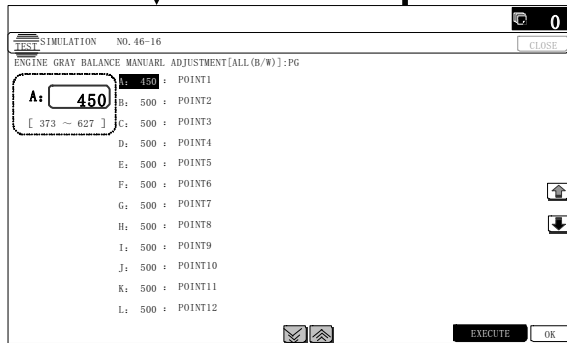 0
TEST SIMULATION NO. 46-16
CLOSE
ENGINE GRAY BALANCE MANUARL ADJUSTMENT[ALL(B/W)]:PG
A: 450
[ 373 ～ 627 ]
A: 450 : POINT1
B: 500 : POINT2
C: 500 : POINT3
D: 500 : POINT4
E: 500 : POINT5
F: 500 : POINT6
G: 500 : POINT7
H: 500 : POINT8
I: 500 : POINT9
J: 500 : POINT10
K: 500 : POINT11
L: 500 : POINT12
EXECUTE OK